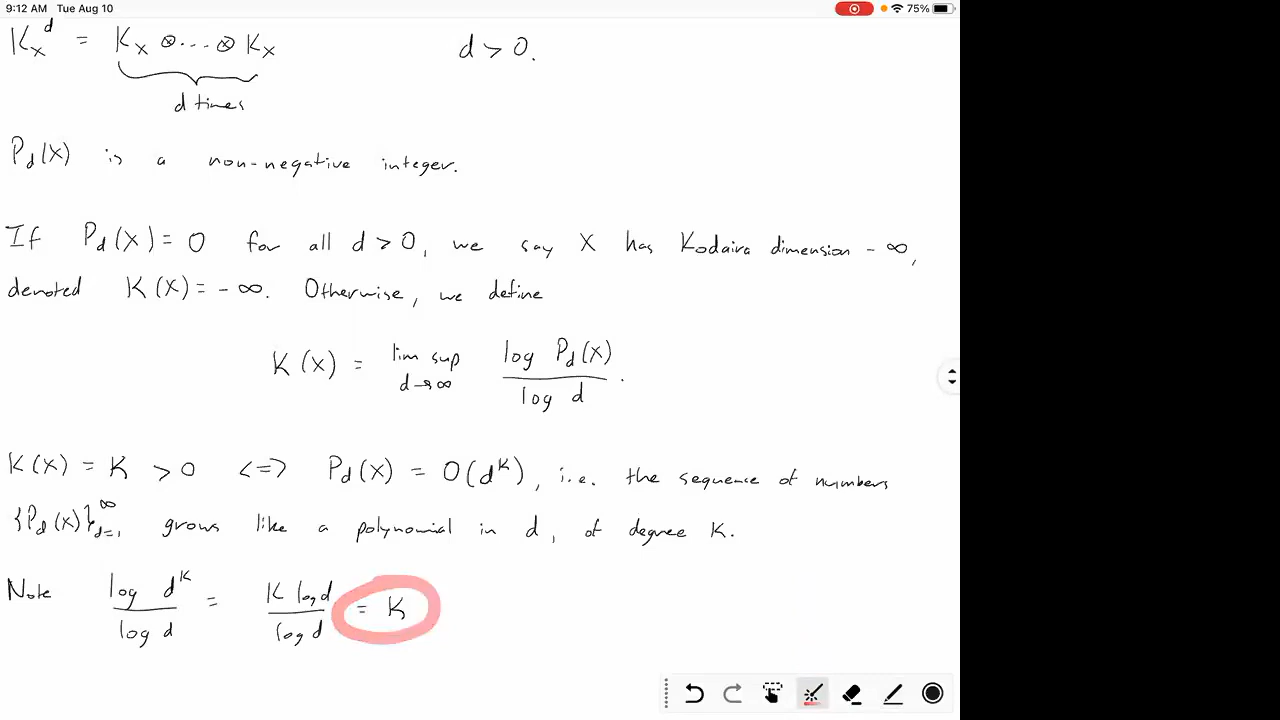 9:12 AM Tue Aug 10 75%
K_X^d = K_X ⊗ ... ⊗ K_X d > 0.
d times
P_d(X) is a non-negative integer.
If P_d(X) = 0 for all d > 0, we say X has Kodaira dimension -∞,
denoted K(X) = -∞. Otherwise, we define
K(X) = lim sup d→∞ log P_d(X) / log d .
K(X) = K > 0 <=> P_d(X) = O(d^K), i.e. the sequence of numbers
{P_d(X)}_{d=1}^∞ grows like a polynomial in d, of degree K.
Note log d^K / log d = K log d / log d = K